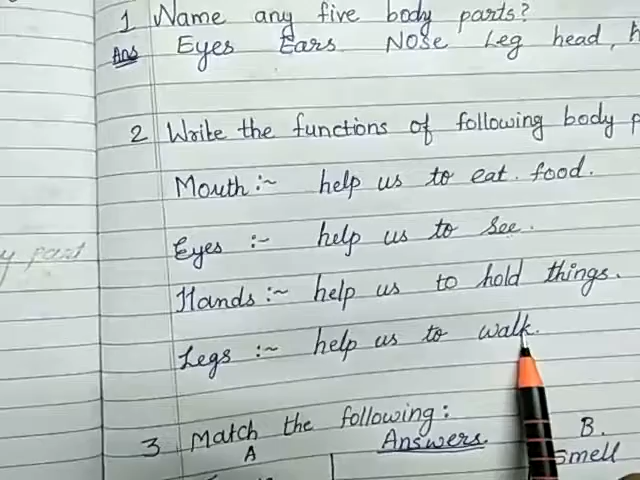 1 Name any five body parts?
Ans Eyes Ears Nose Leg head,
2 Write the functions of following body
Mouth :- help us to eat. food.
Eyes :- help us to see.
Hands :- help us to hold things.
y part
Legs :- help us to walk.
3 Match the following:
A Answers. B.
Smell